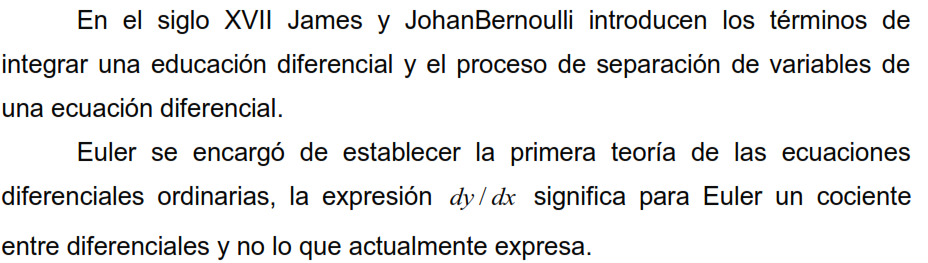 En el siglo XVII James y JohanBernoulli introducen los términos de
integrar una educación diferencial y el proceso de separación de variables de
una ecuación diferencial.
Euler se encargó de establecer la primera teoría de las ecuaciones
diferenciales ordinarias, la expresión dy / dx significa para Euler un cociente
entre diferenciales y no lo que actualmente expresa.